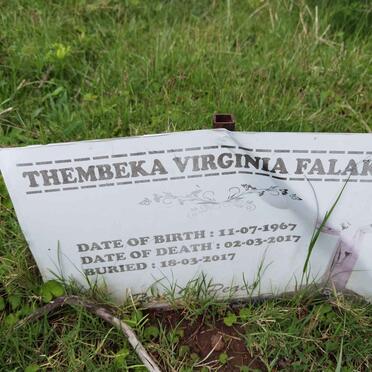 THEMBEKA VIRGINIA FALAK
DATE OF BIRTH : 11-07-1967
DATE OF DEATH : 02-03-2017
BURIED : 18-03-2017
Peace